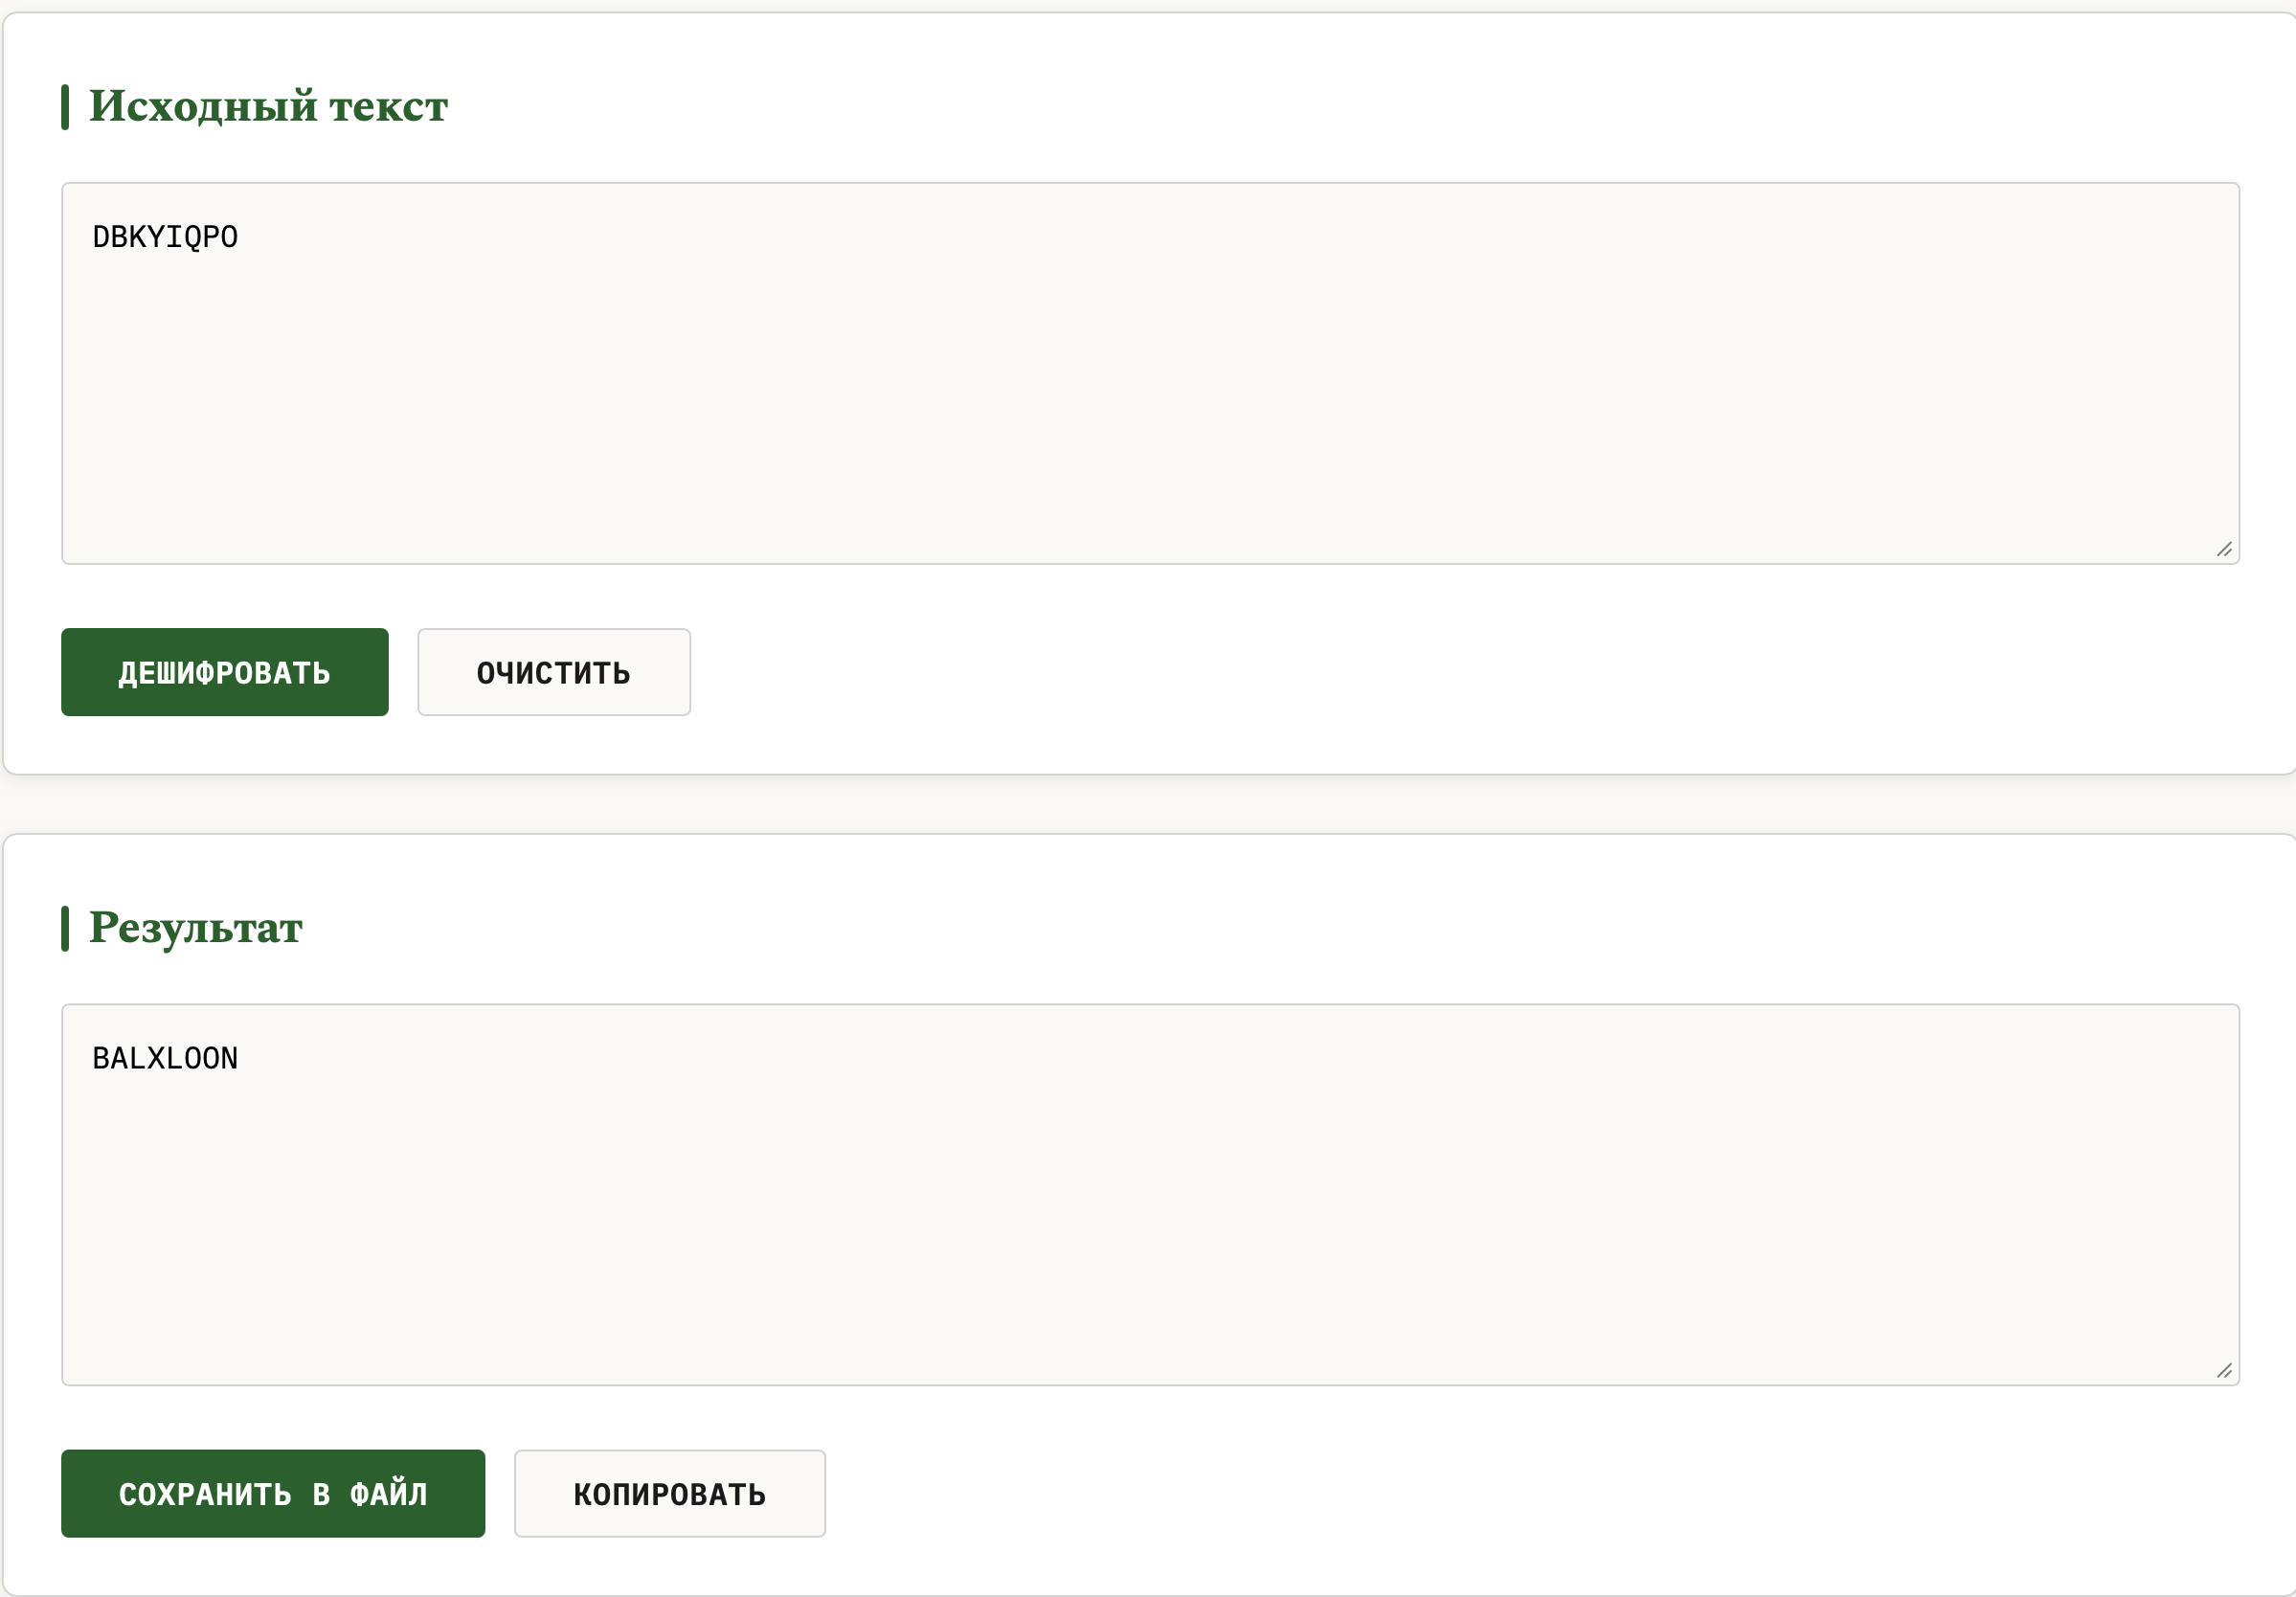 Исходный текст
DBKYIQPO
ДЕШИФРОВАТЬ ОЧИСТИТЬ
Результат
BALXLOON
СОХРАНИТЬ В ФАЙЛ КОПИРОВАТЬ